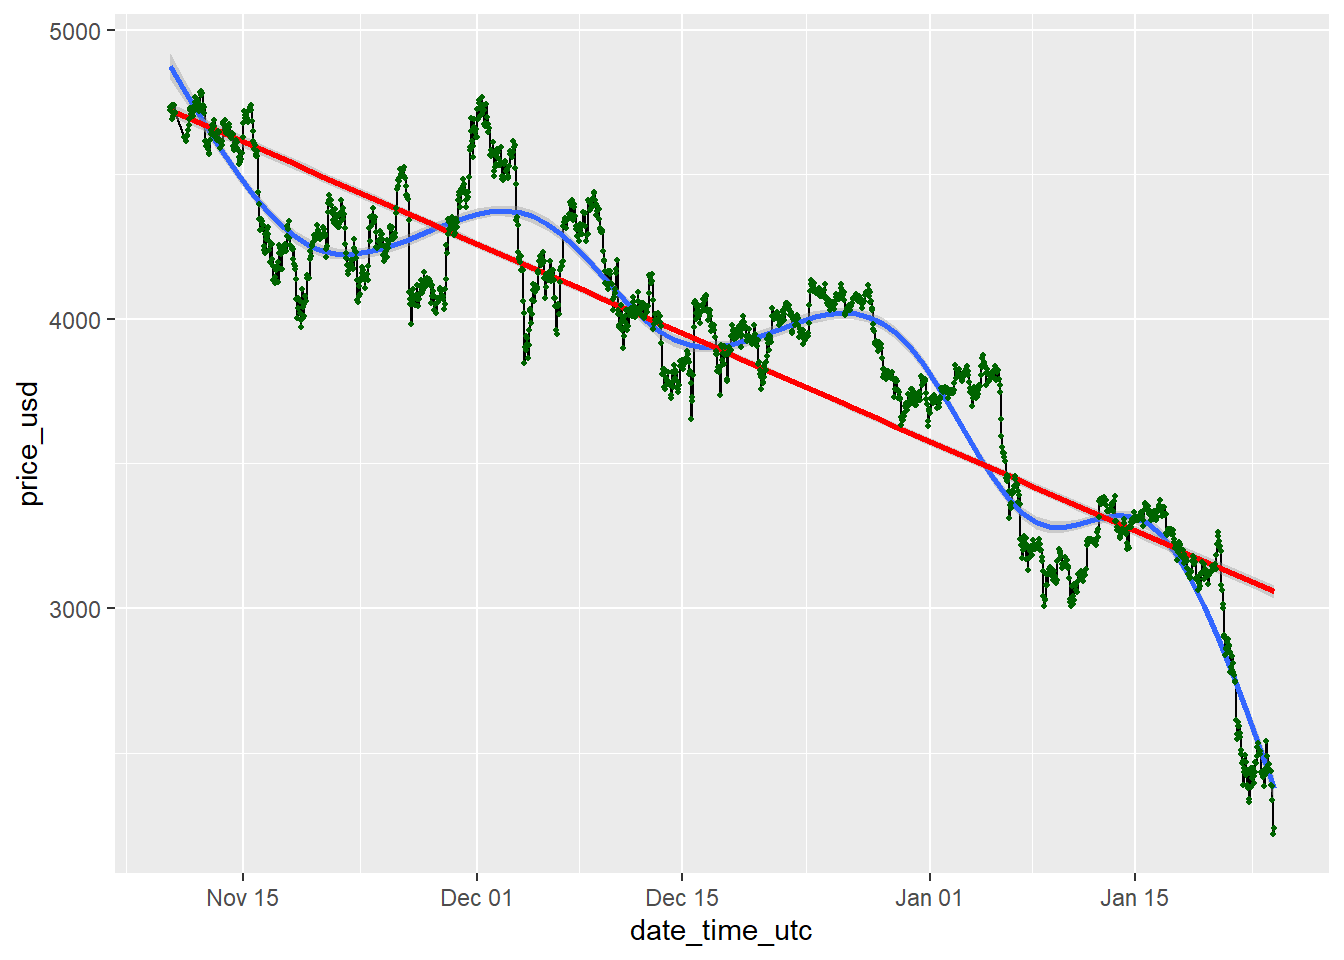 5000
4000
3000
price_usd
Nov 15
Dec 01
Dec 15
Jan 01
Jan 15
date_time_utc